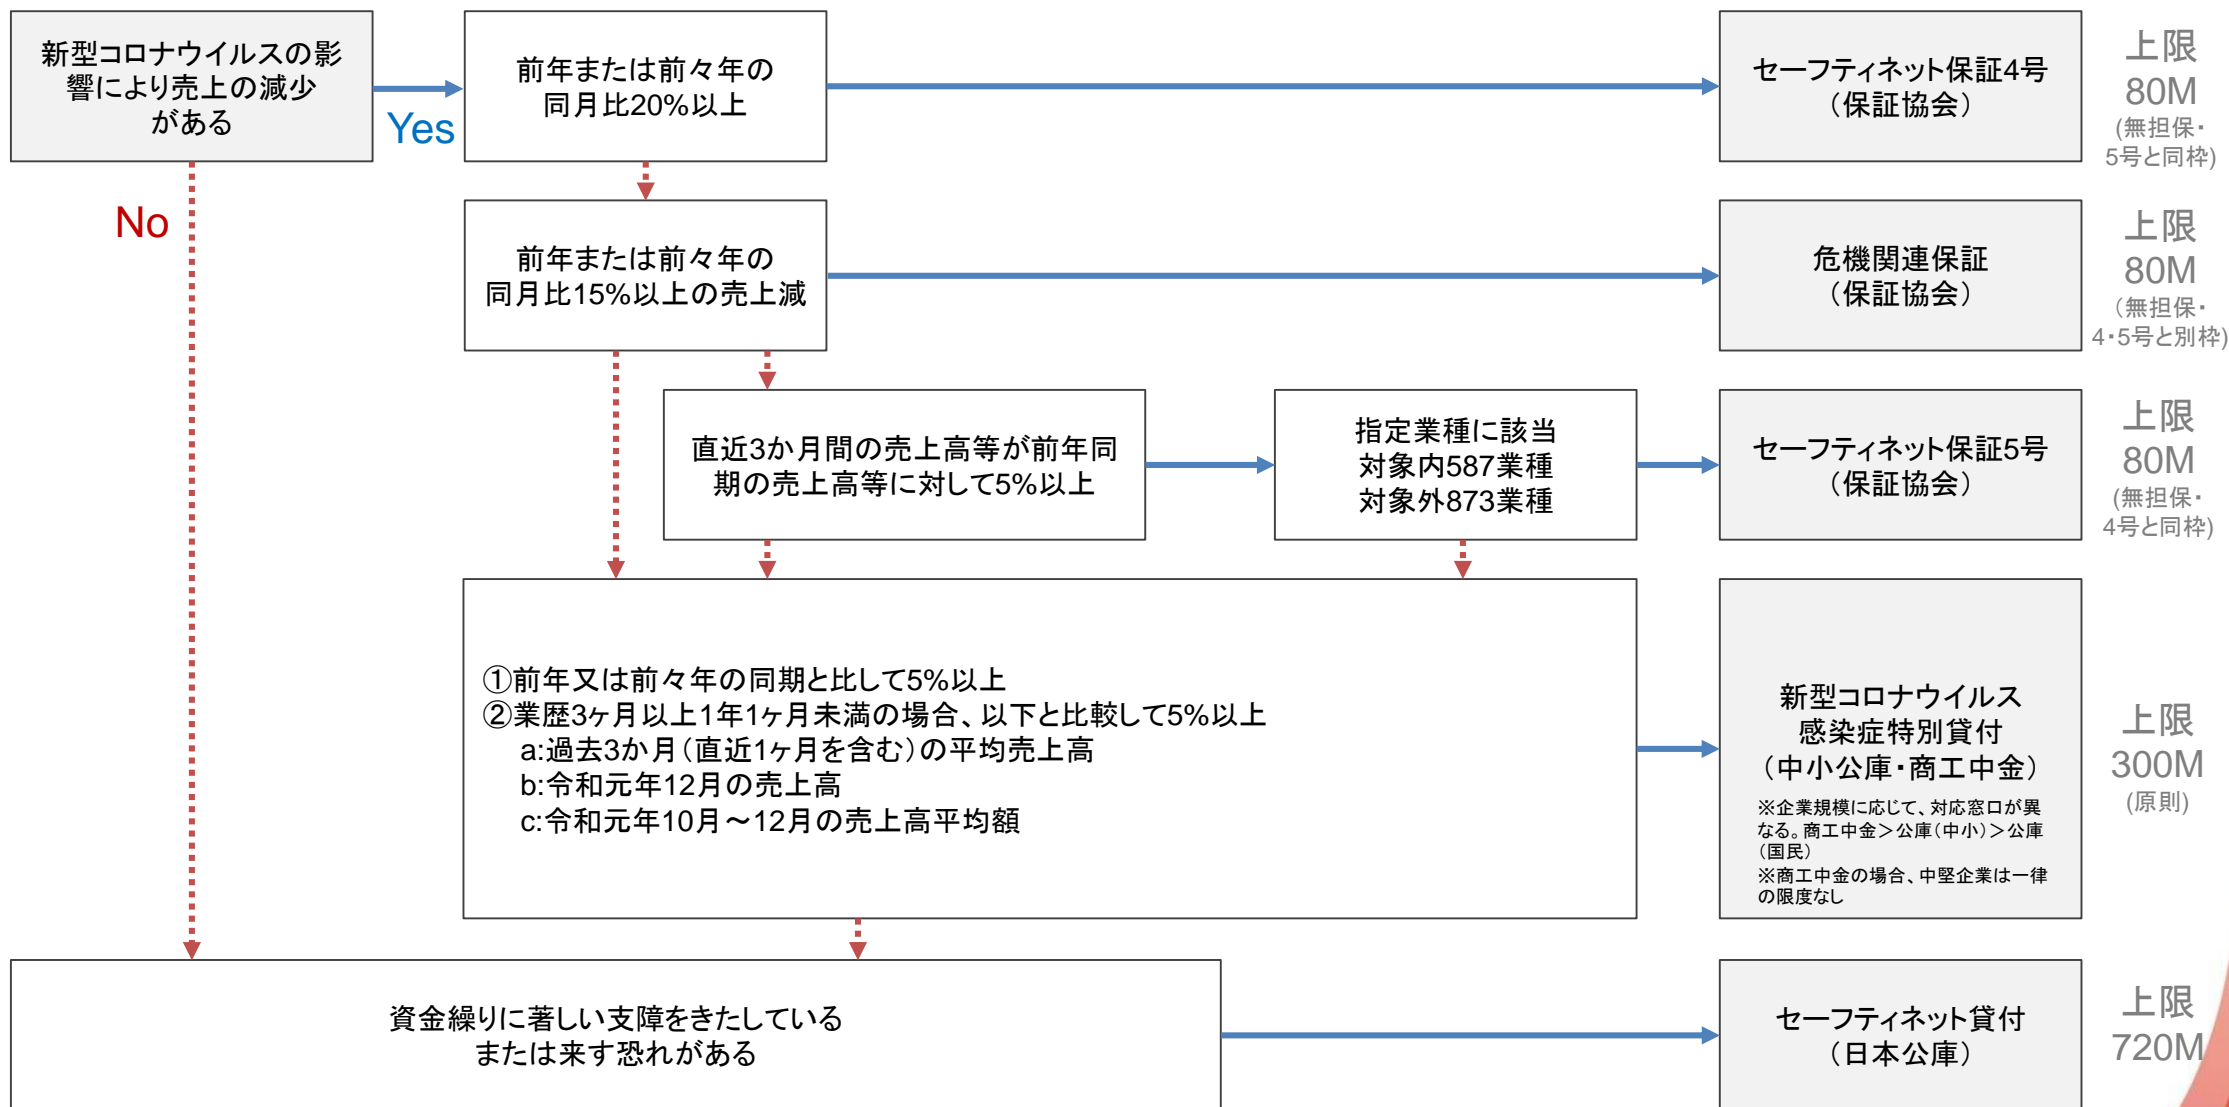 新型コロナウイルスの影
響により売上の減少
がある
Yes
No
前年または前々年の
同月比20%以上
セーフティネット保証4号
（保証協会）
上限
80M
(無担保・
5号と同枠)
前年または前々年の
同月比15%以上の売上減
危機関連保証
（保証協会）
上限
80M
（無担保・
4・5号と別枠)
直近3か月間の売上高等が前年同
期の売上高等に対して5%以上
指定業種に該当
対象内587業種
対象外873業種
セーフティネット保証5号
（保証協会）
上限
80M
(無担保・
4号と同枠)
①前年又は前々年の同期と比して5%以上
②業歴3ヶ月以上1年1ヶ月未満の場合、以下と比較して5%以上
a:過去3か月（直近1ヶ月を含む）の平均売上高
b:令和元年12月の売上高
c:令和元年10月～12月の売上高平均額
新型コロナウイルス
感染症特別貸付
（中小公庫・商工中金）
※企業規模に応じて、対応窓口が異
なる。商工中金＞公庫（中小）＞公庫
（国民）
※商工中金の場合、中堅企業は一律
の限度なし
上限
300M
(原則)
資金繰りに著しい支障をきたしている
または来す恐れがある
セーフティネット貸付
（日本公庫）
上限
720M